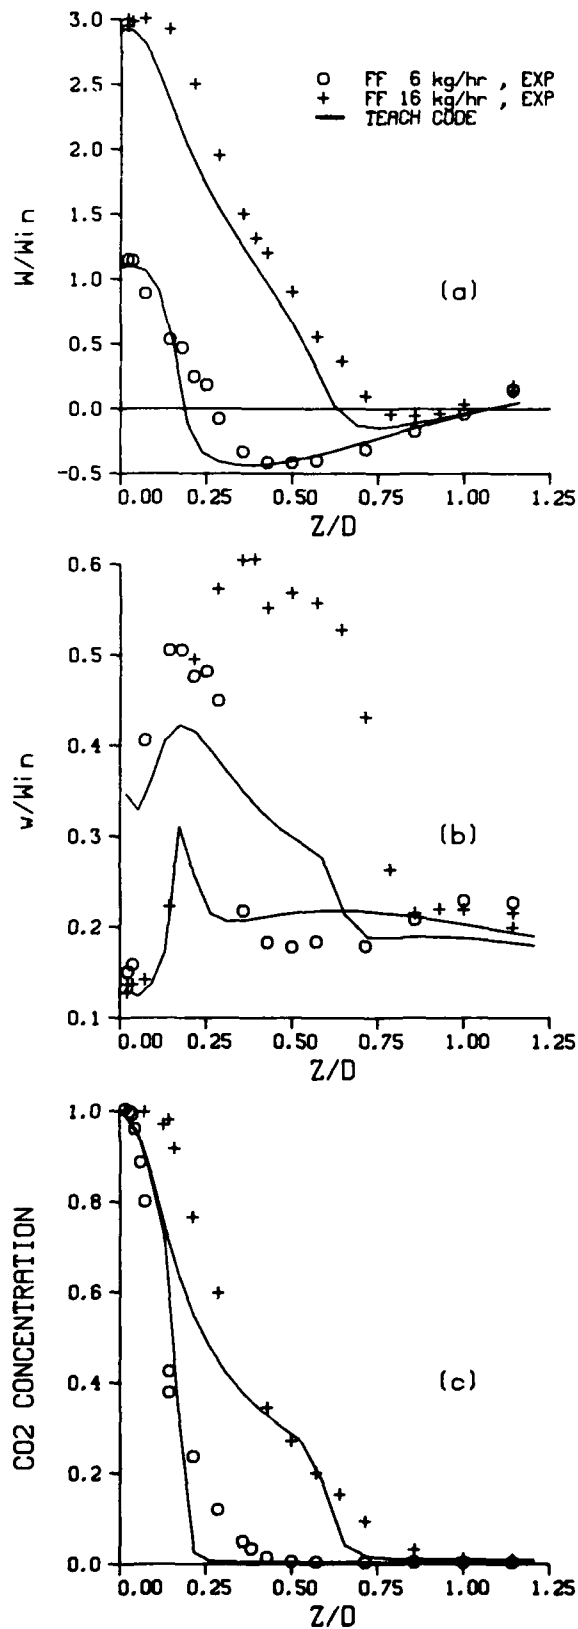 3.0
O FF 6 kg/hr , EXP
+ FF 16 kg/hr , EXP
— TEACH CODE
2.5
2.0
1.5
1.0
0.5
0.0
-0.5
W/Win
(a)
0.00 0.25 0.50 0.75 1.00 1.25
Z/D
0.6
0.5
0.4
0.3
0.2
0.1
w/Win
(b)
0.00 0.25 0.50 0.75 1.00 1.25
Z/D
1.0
0.8
0.6
0.4
0.2
0.0
CO2 CONCENTRATION
(c)
0.00 0.25 0.50 0.75 1.00 1.25
Z/D